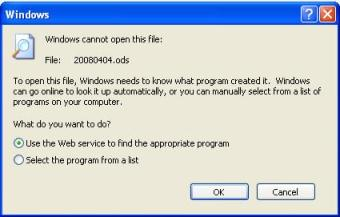 Windows
Windows cannot open this file:
File: 20080404.ods
To open this file, Windows needs to know what program created it. Windows
can go online to look it up automatically, or you can manually select from a list of
programs on your computer.
What do you want to do?
Use the Web service to find the appropriate program
Select the program from a list
OK Cancel